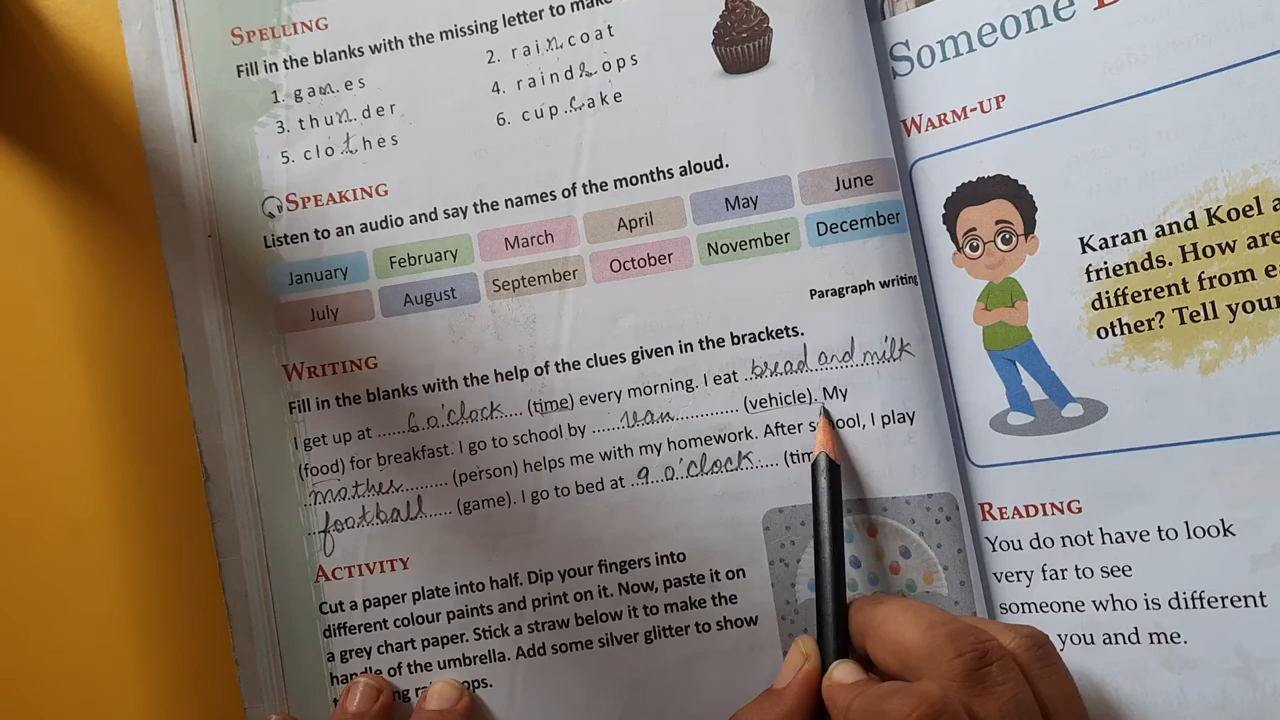 SPELLING
Fill in the blanks with the missing letter to make
1. games
2. raincoat
3. thunder
4. raindrops
5. clothes
6. cupcake
SPEAKING
Listen to an audio and say the names of the months aloud.
January February March April May June
July August September October November December
Paragraph writing
WRITING
Fill in the blanks with the help of the clues given in the brackets.
I get up at 6 o'clock (time) every morning. I eat bread and milk
(food) for breakfast. I go to school by (vehicle). My
mother (person) helps me with my homework. After school, I play
football (game). I go to bed at 9 o'clock
ACTIVITY
Cut a paper plate into half. Dip your fingers into
different colour paints and print on it. Now, paste it on
a grey chart paper. Stick a straw below it to make the
handle of the umbrella. Add some silver glitter to show
Someone
WARM-UP
Karan and Koel a
friends. How are
different from
other? Tell your
READING
You do not have to look
very far to see
someone who is different
you and me.